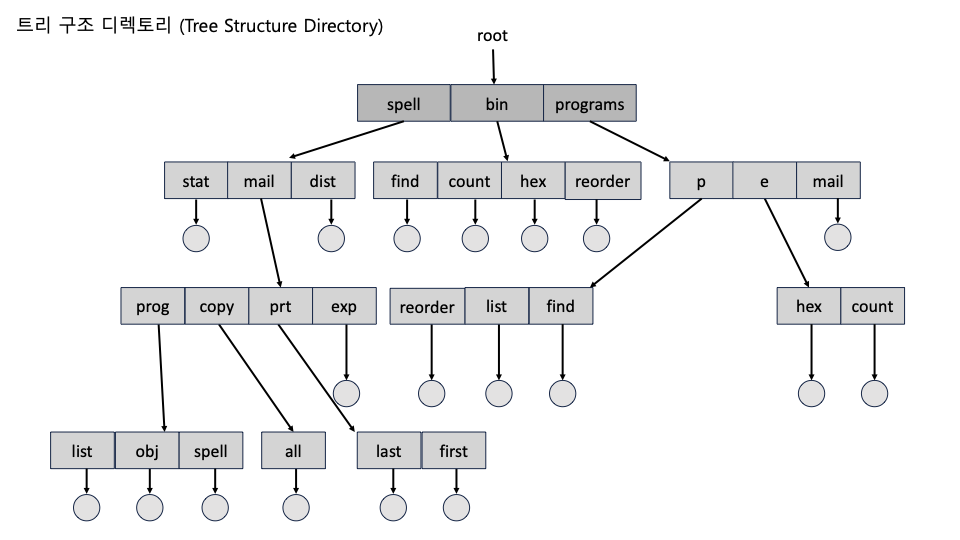 트리 구조 디렉토리 (Tree Structure Directory)
root
spell bin programs
stat mail dist find count hex reorder p e mail
prog copy prt exp reorder list find hex count
list obj spell all last first